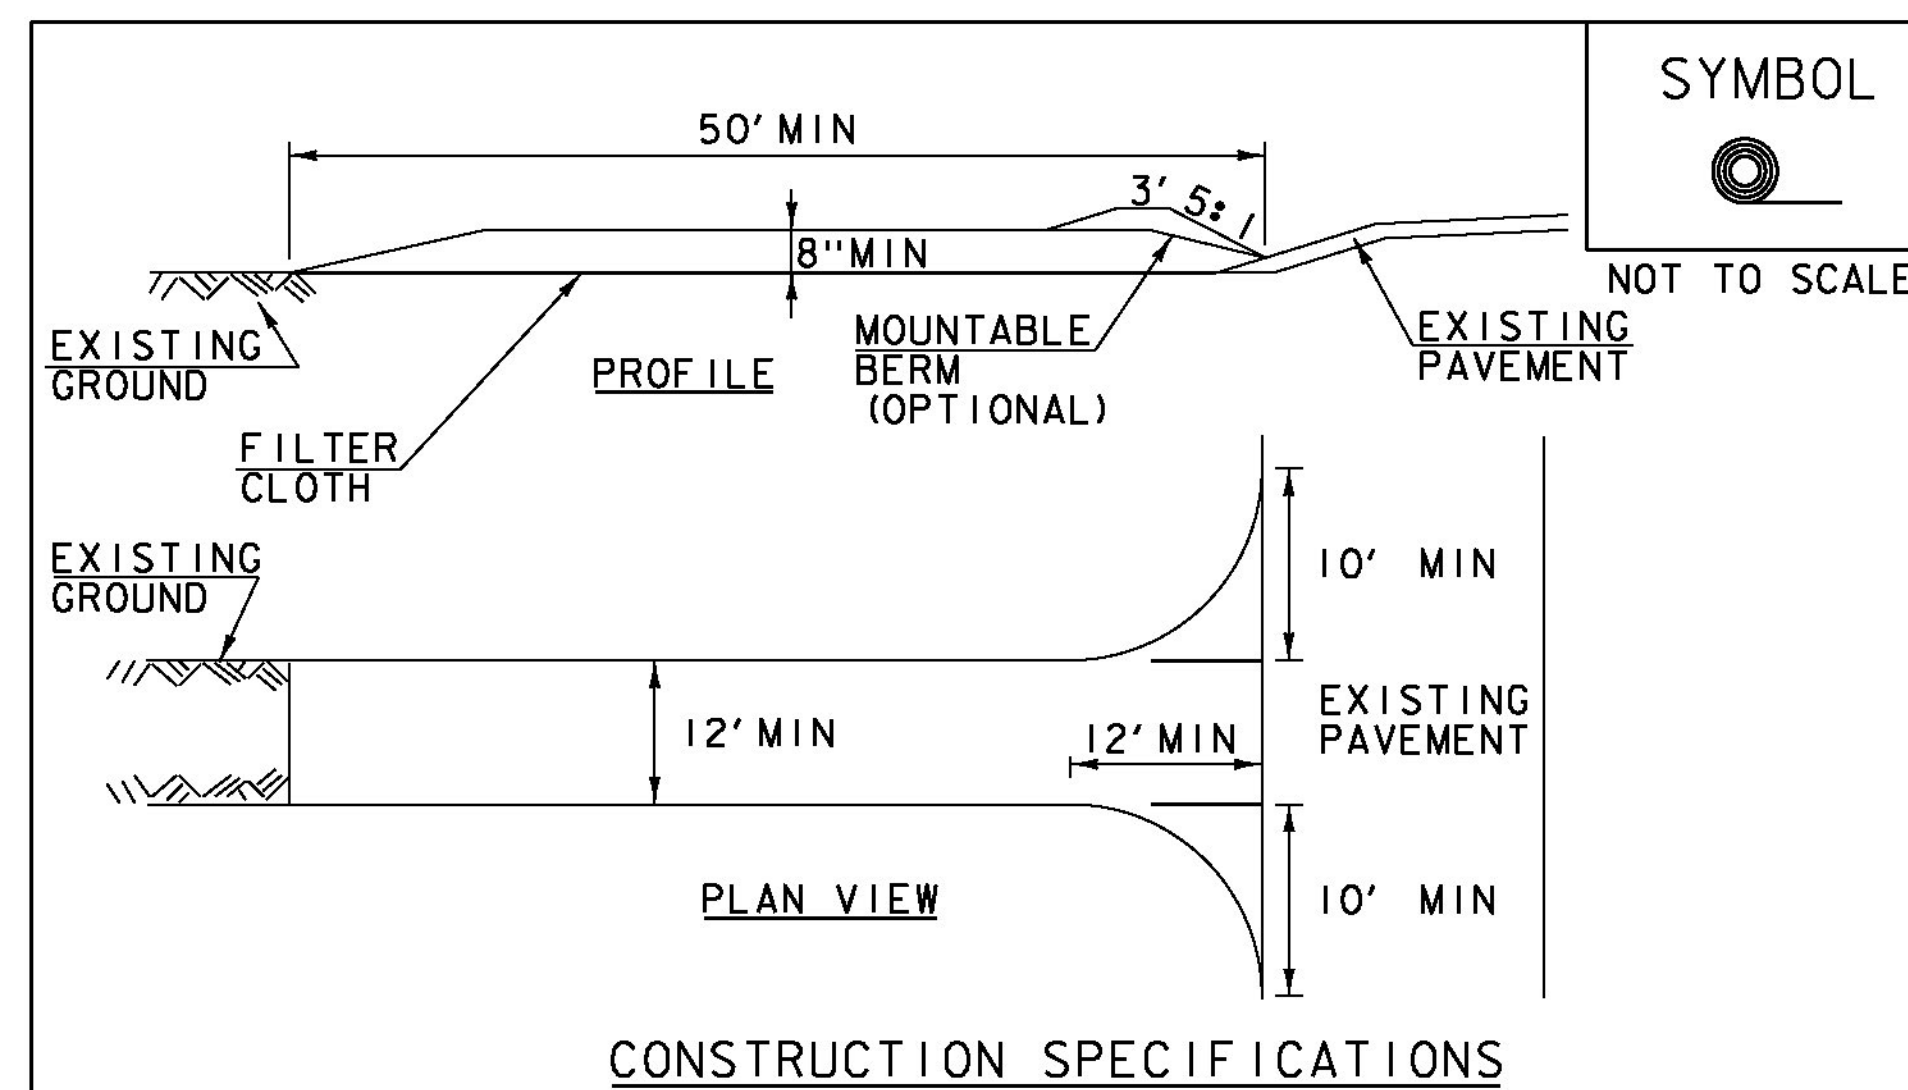 SYMBOL
NOT TO SCALE
50' MIN
3' 5:1
8" MIN
EXISTING
GROUND
PROFILE
MOUNTABLE
BERM
(OPTIONAL)
EXISTING
PAVEMENT
FILTER
CLOTH
EXISTING
GROUND
10' MIN
12' MIN
12' MIN
EXISTING
PAVEMENT
PLAN VIEW
10' MIN
CONSTRUCTION SPECIFICATIONS